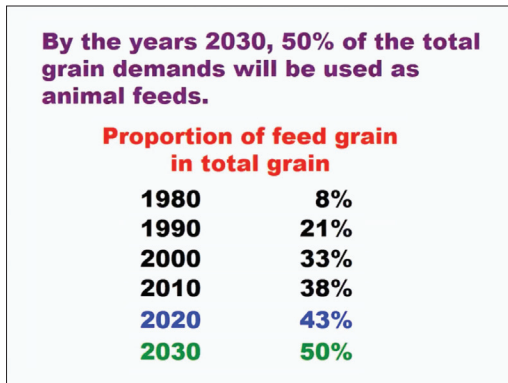 By the years 2030, 50% of the total
grain demands will be used as
animal feeds.
Proportion of feed grain
in total grain
1980 8%
1990 21%
2000 33%
2010 38%
2020 43%
2030 50%